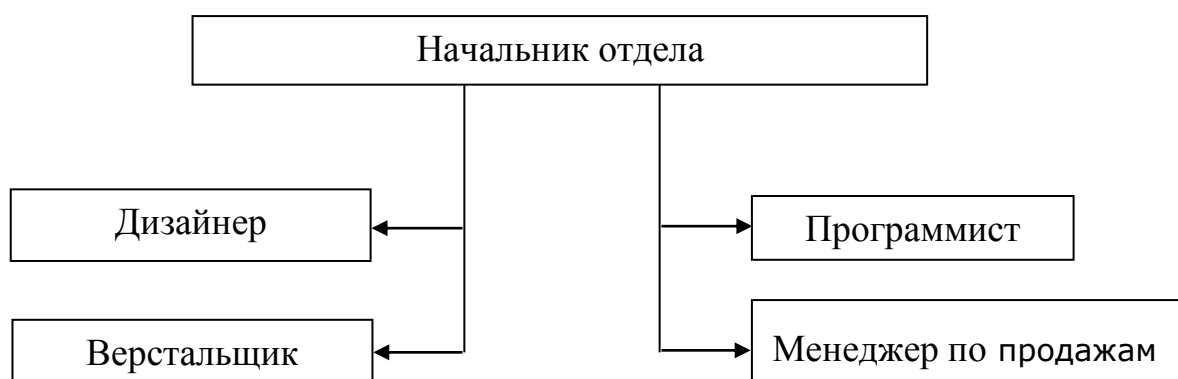 Начальник отдела
Дизайнер
Программист
Верстальщик
Менеджер по продажам